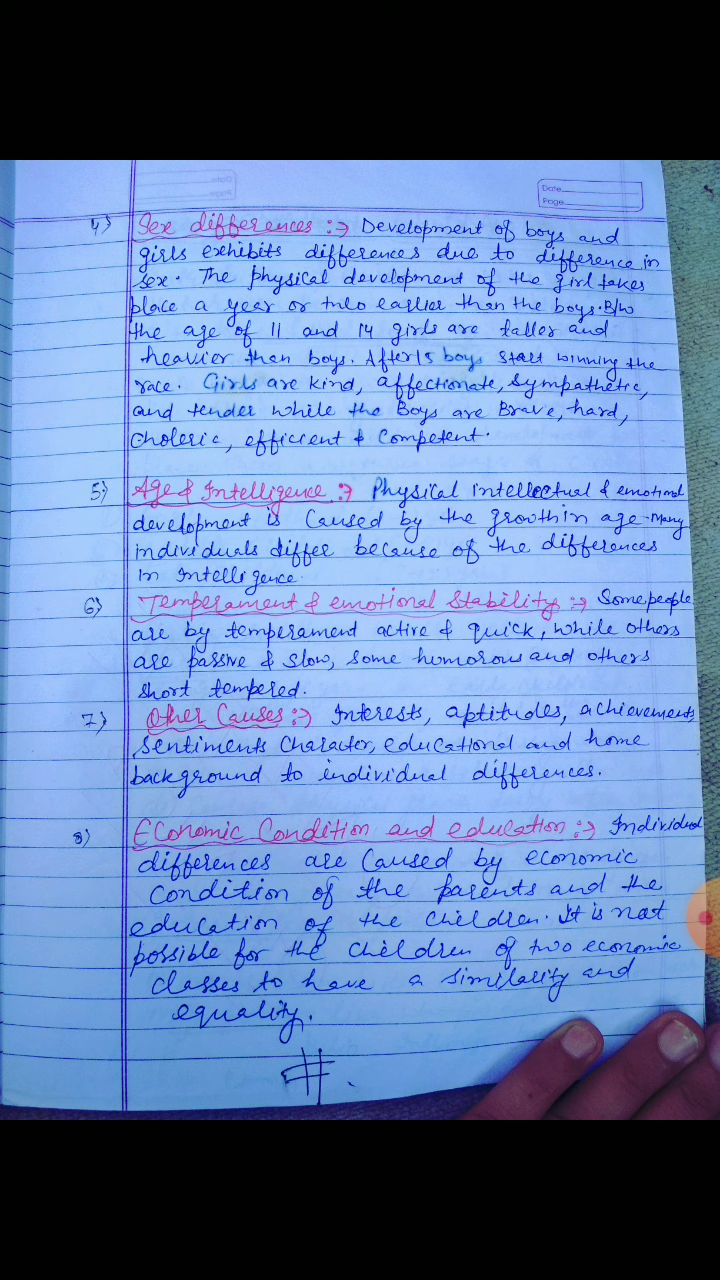 Date
Page
4) Sex differences :→ Development of boys and
girls exhibits differences due to difference in
sex. The physical development of the girl takes
place a year or two earlier than the boys. B/w
the age of 11 and 14 girls are taller and
heavier then boys. After 15 boys start winning the
race. Girls are kind, affectionate, sympathetic,
and tender while the Boys are Brave, hard,
choleric, efficient & competent.
5) Age & Intelligence :→ Physical intellectual & emotional
development is caused by the growth in age. Many
individuals differ because of the differences
in Intelligence.
6) Temperament & emotional stability :→ Some people
are by temperament active & quick, while others
are passive & slow, some humorous and others
short tempered.
7) Other Causes :→ Interests, aptitudes, achievements
sentiments character, educational and home
background to individual differences.
8) Economic Condition and education :→ Individual
differences are caused by economic
condition of the parents and the
education of the children. It is not
possible for the children of two economic
classes to have a similarity and
equality.